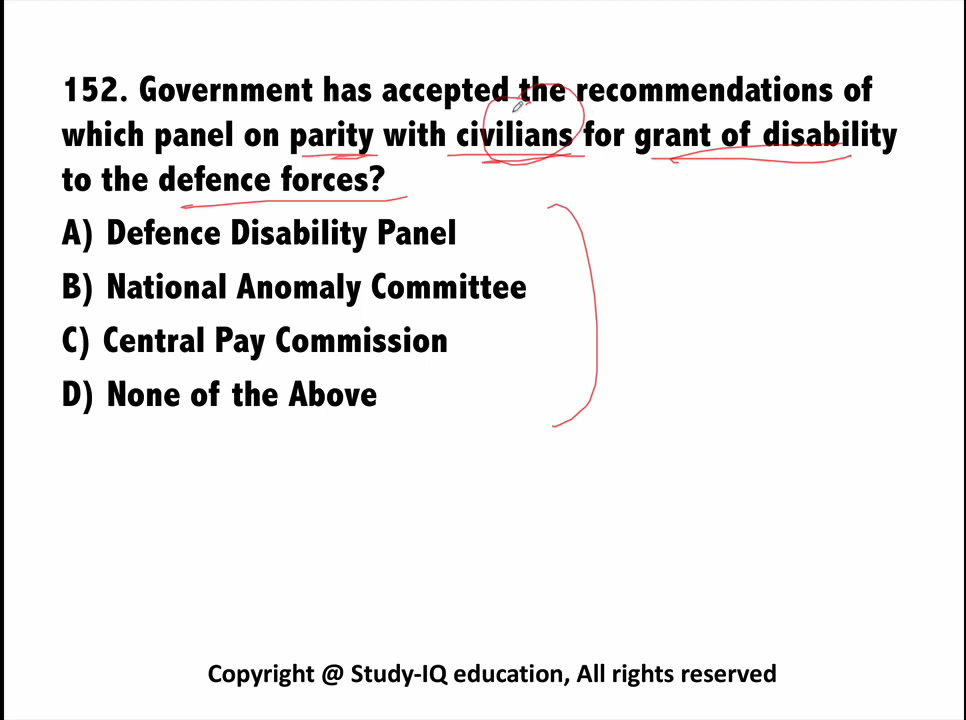 152. Government has accepted the recommendations of
which panel on parity with civilians for grant of disability
to the defence forces?
A) Defence Disability Panel
B) National Anomaly Committee
C) Central Pay Commission
D) None of the Above
Copyright @ Study-IQ education, All rights reserved